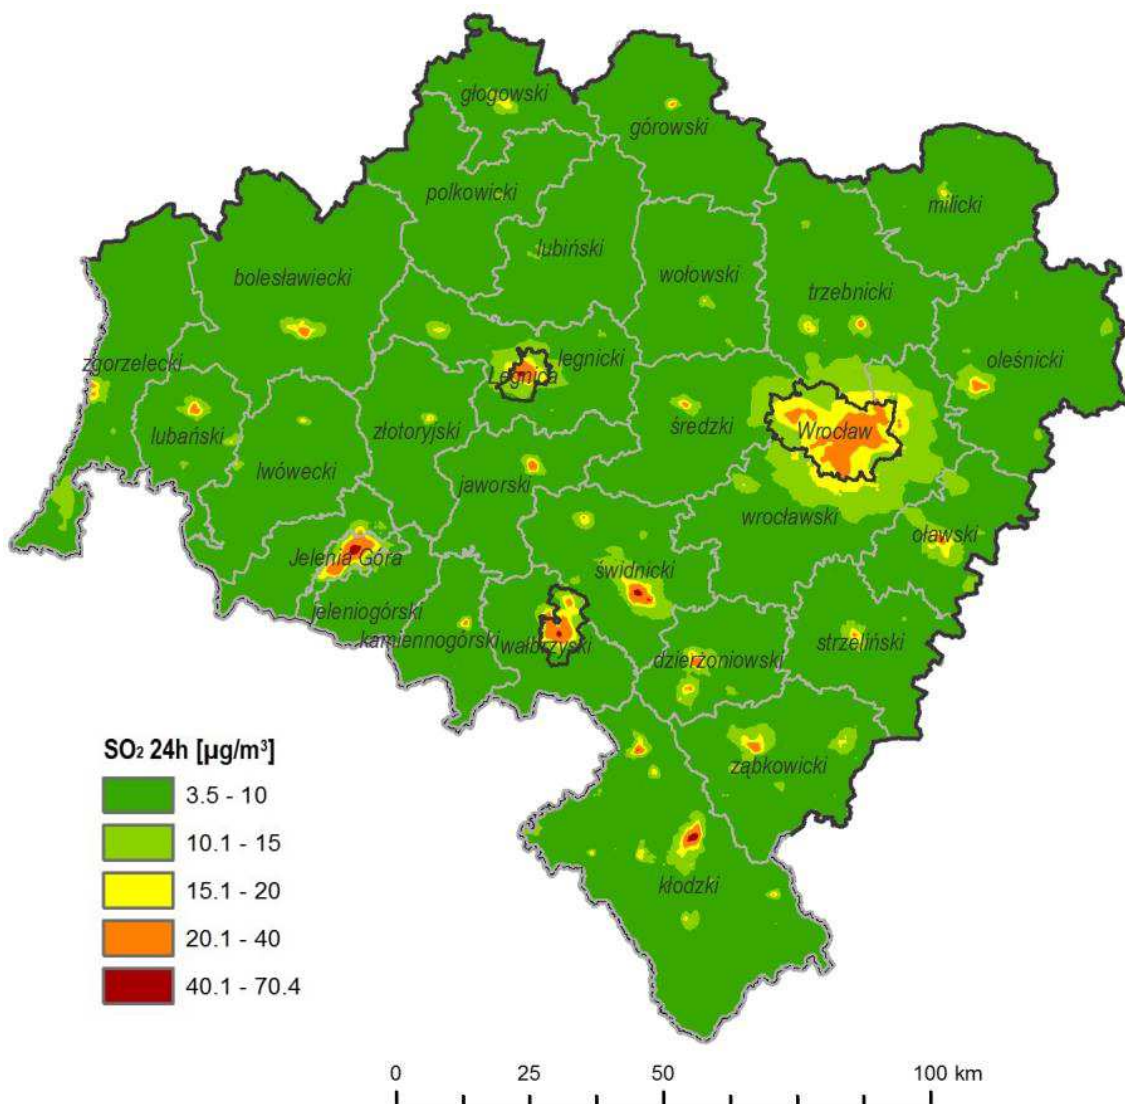 głogowski
górowski
polkowicki
milicki
lubiński
bolesławiecki
wołowski
trzebnicki
zgorzelecki
legnicki
oleśnicki
Legnica
lubański
złotoryjski
średzki
Wrocław
lwówecki
jaworski
wrocławski
oławski
Jelenia Góra
świdnicki
jeleniogórski
kamiennogórski
wałbrzyski
dzierżoniowski
strzeliński
ząbkowicki
kłodzki
SO₂ 24h [µg/m³]
3.5 - 10
10.1 - 15
15.1 - 20
20.1 - 40
40.1 - 70.4
0 25 50 100 km